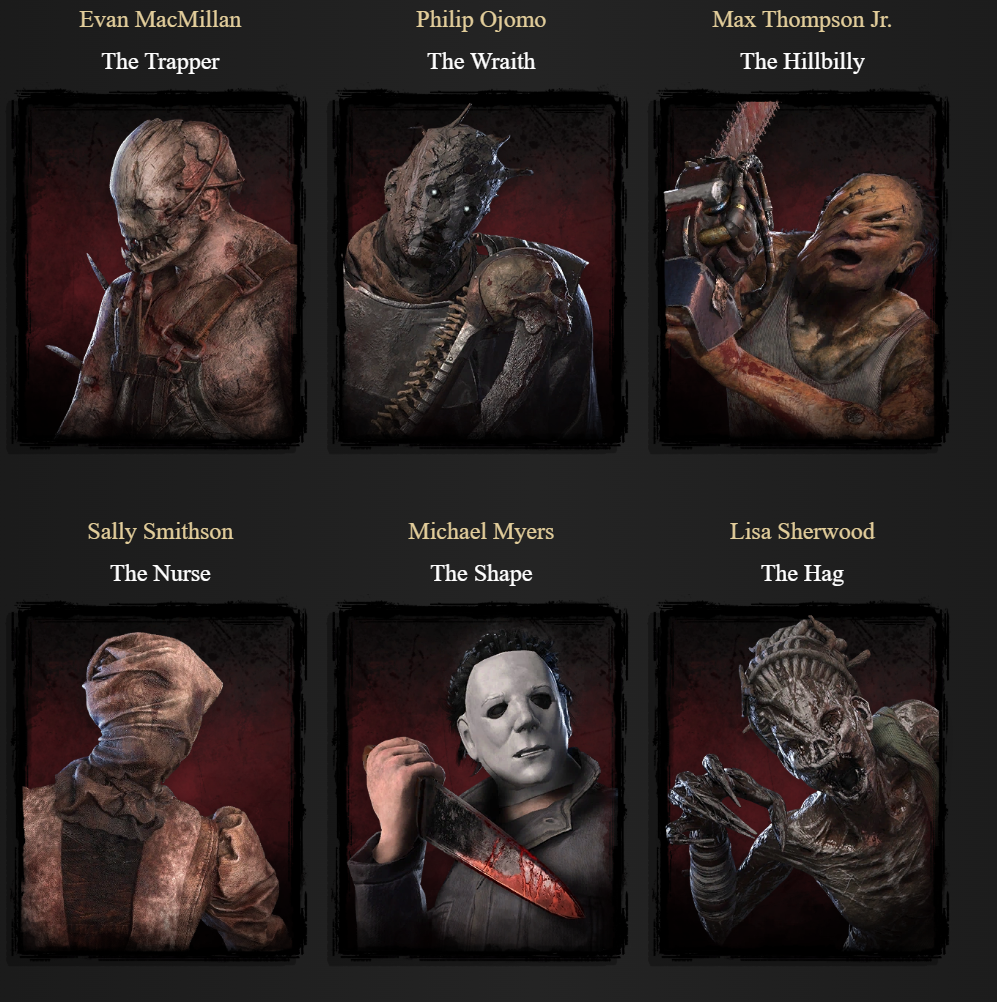 Evan MacMillan
Philip Ojomo
Max Thompson Jr.
The Trapper
The Wraith
The Hillbilly
Sally Smithson
Michael Myers
Lisa Sherwood
The Nurse
The Shape
The Hag